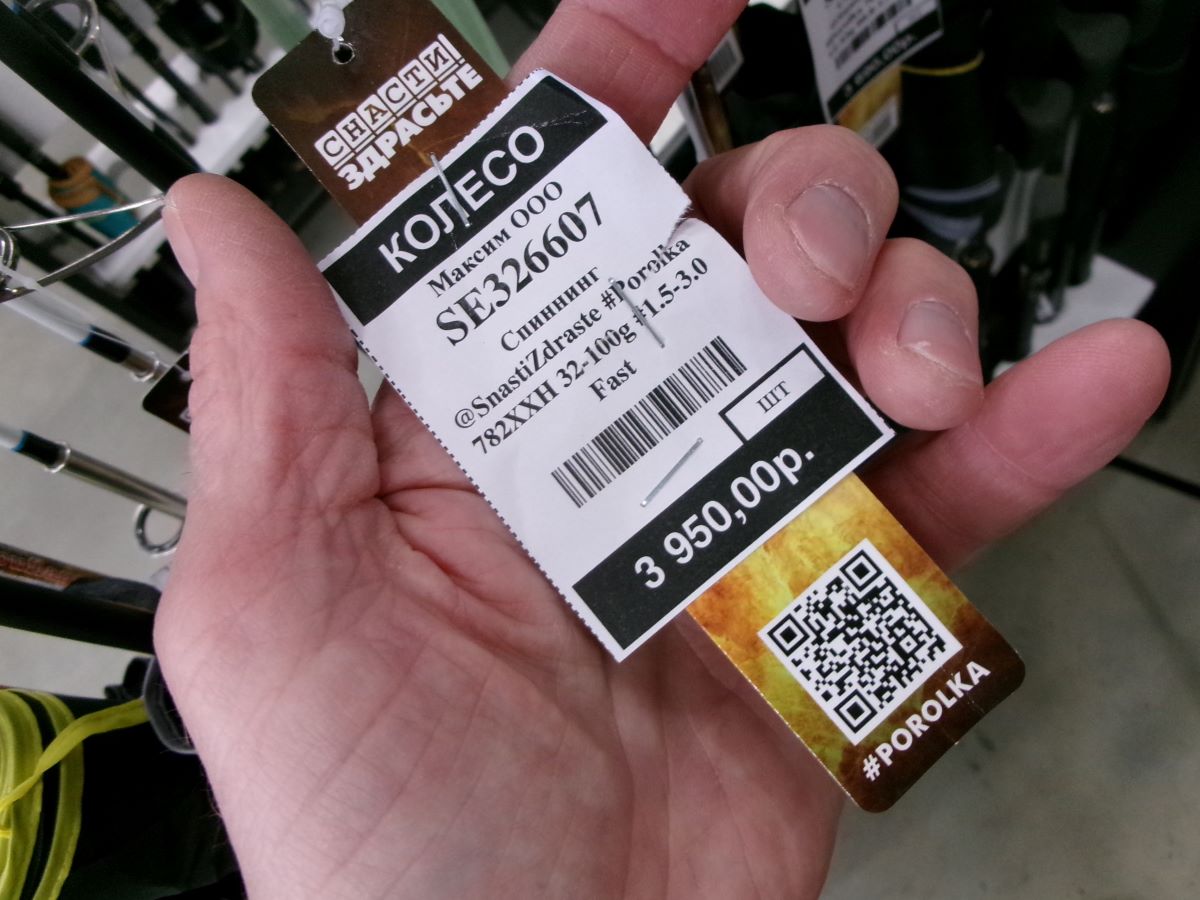 СНАСТИ!
ЗДРАСЬТЕ
КОЛЕСО
Максим ООО
SE326607
Спиннинг
@SnastiZdraste #Porolka
782XXH 32-100g #1.5-3.0
Fast
ШТ
3 950,00р.
#POROLKA